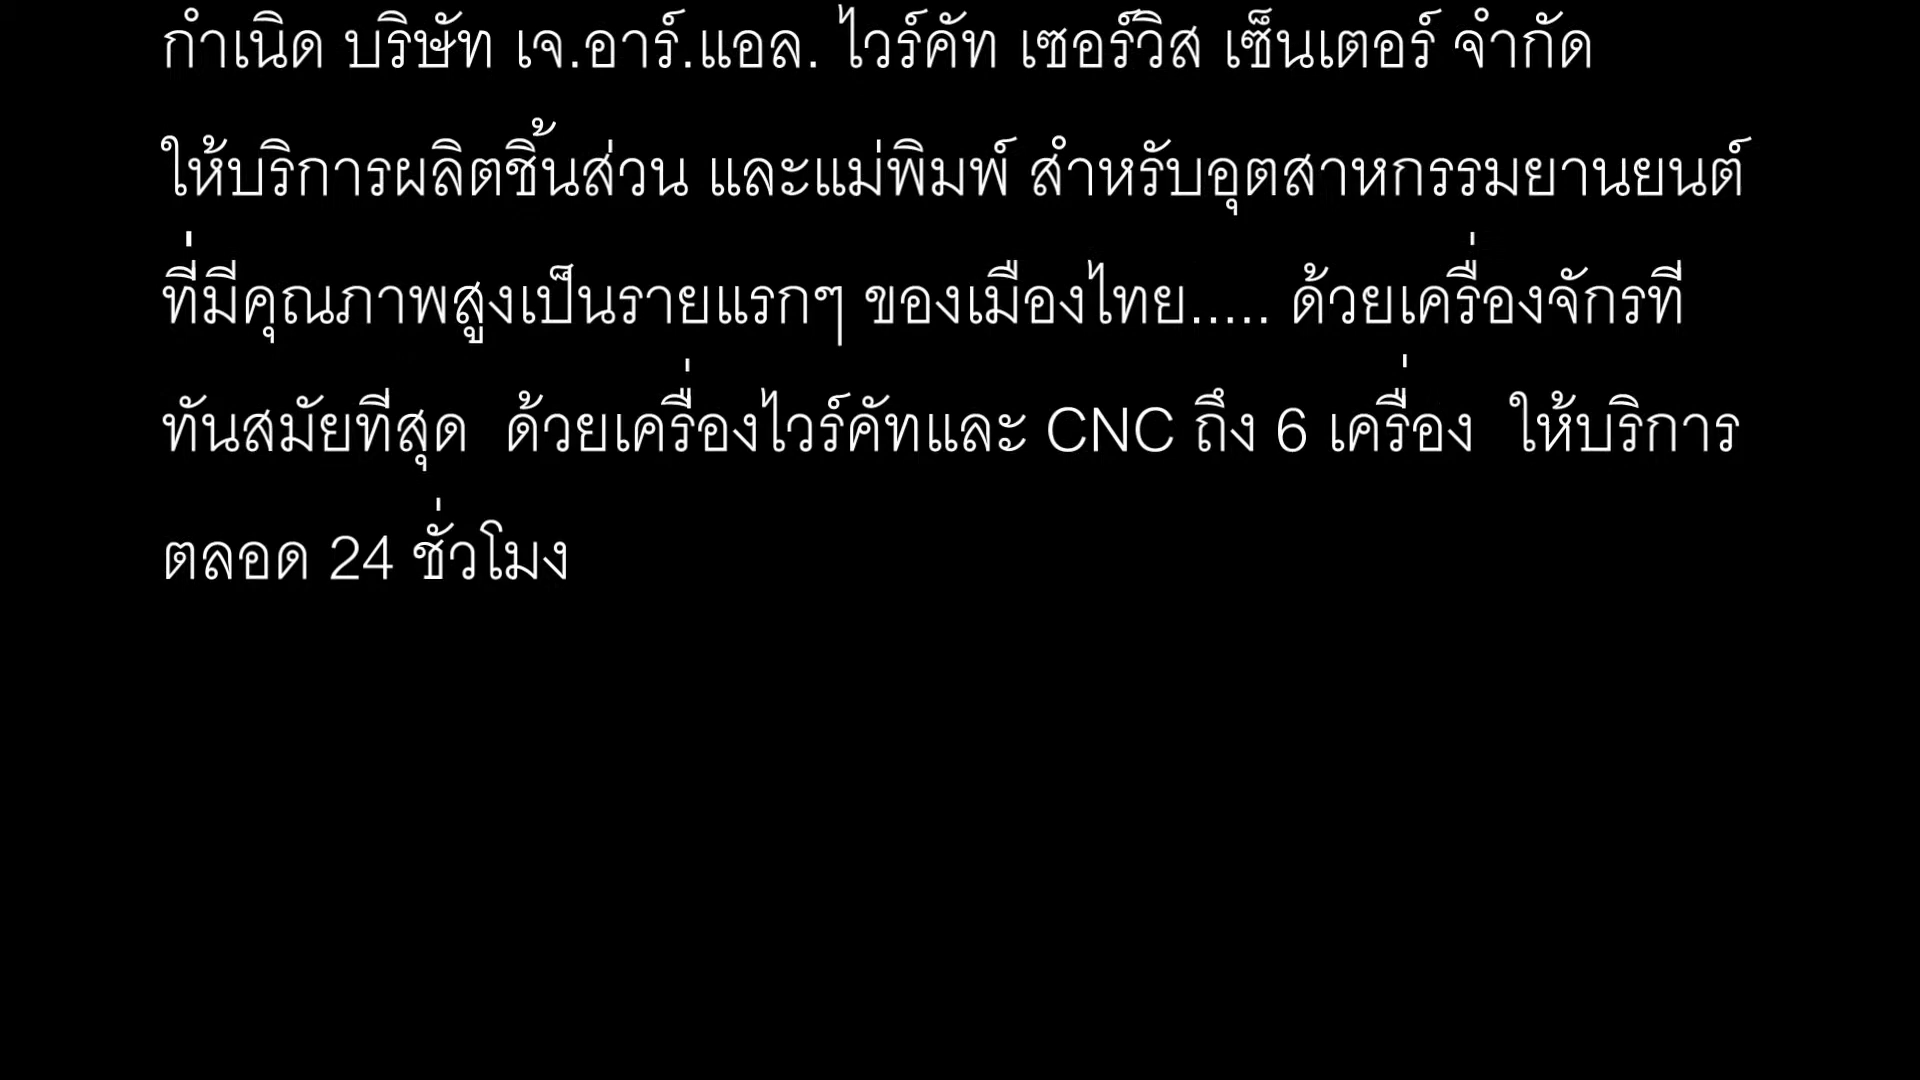 กำเนิด บริษัท เจ.อาร์.แอล. ไวร์คัท เซอร์วิส เซ็นเตอร์ จำกัด
ให้บริการผลิตชิ้นส่วน และแม่พิมพ์ สำหรับอุตสาหกรรมยานยนต์
ที่มีคุณภาพสูงเป็นรายแรกๆ ของเมืองไทย..... ด้วยเครื่องจักรที
ทันสมัยทีสุด ด้วยเครื่องไวร์คัทและ CNC ถึง 6 เครื่อง ให้บริการ
ตลอด 24 ชั่วโมง